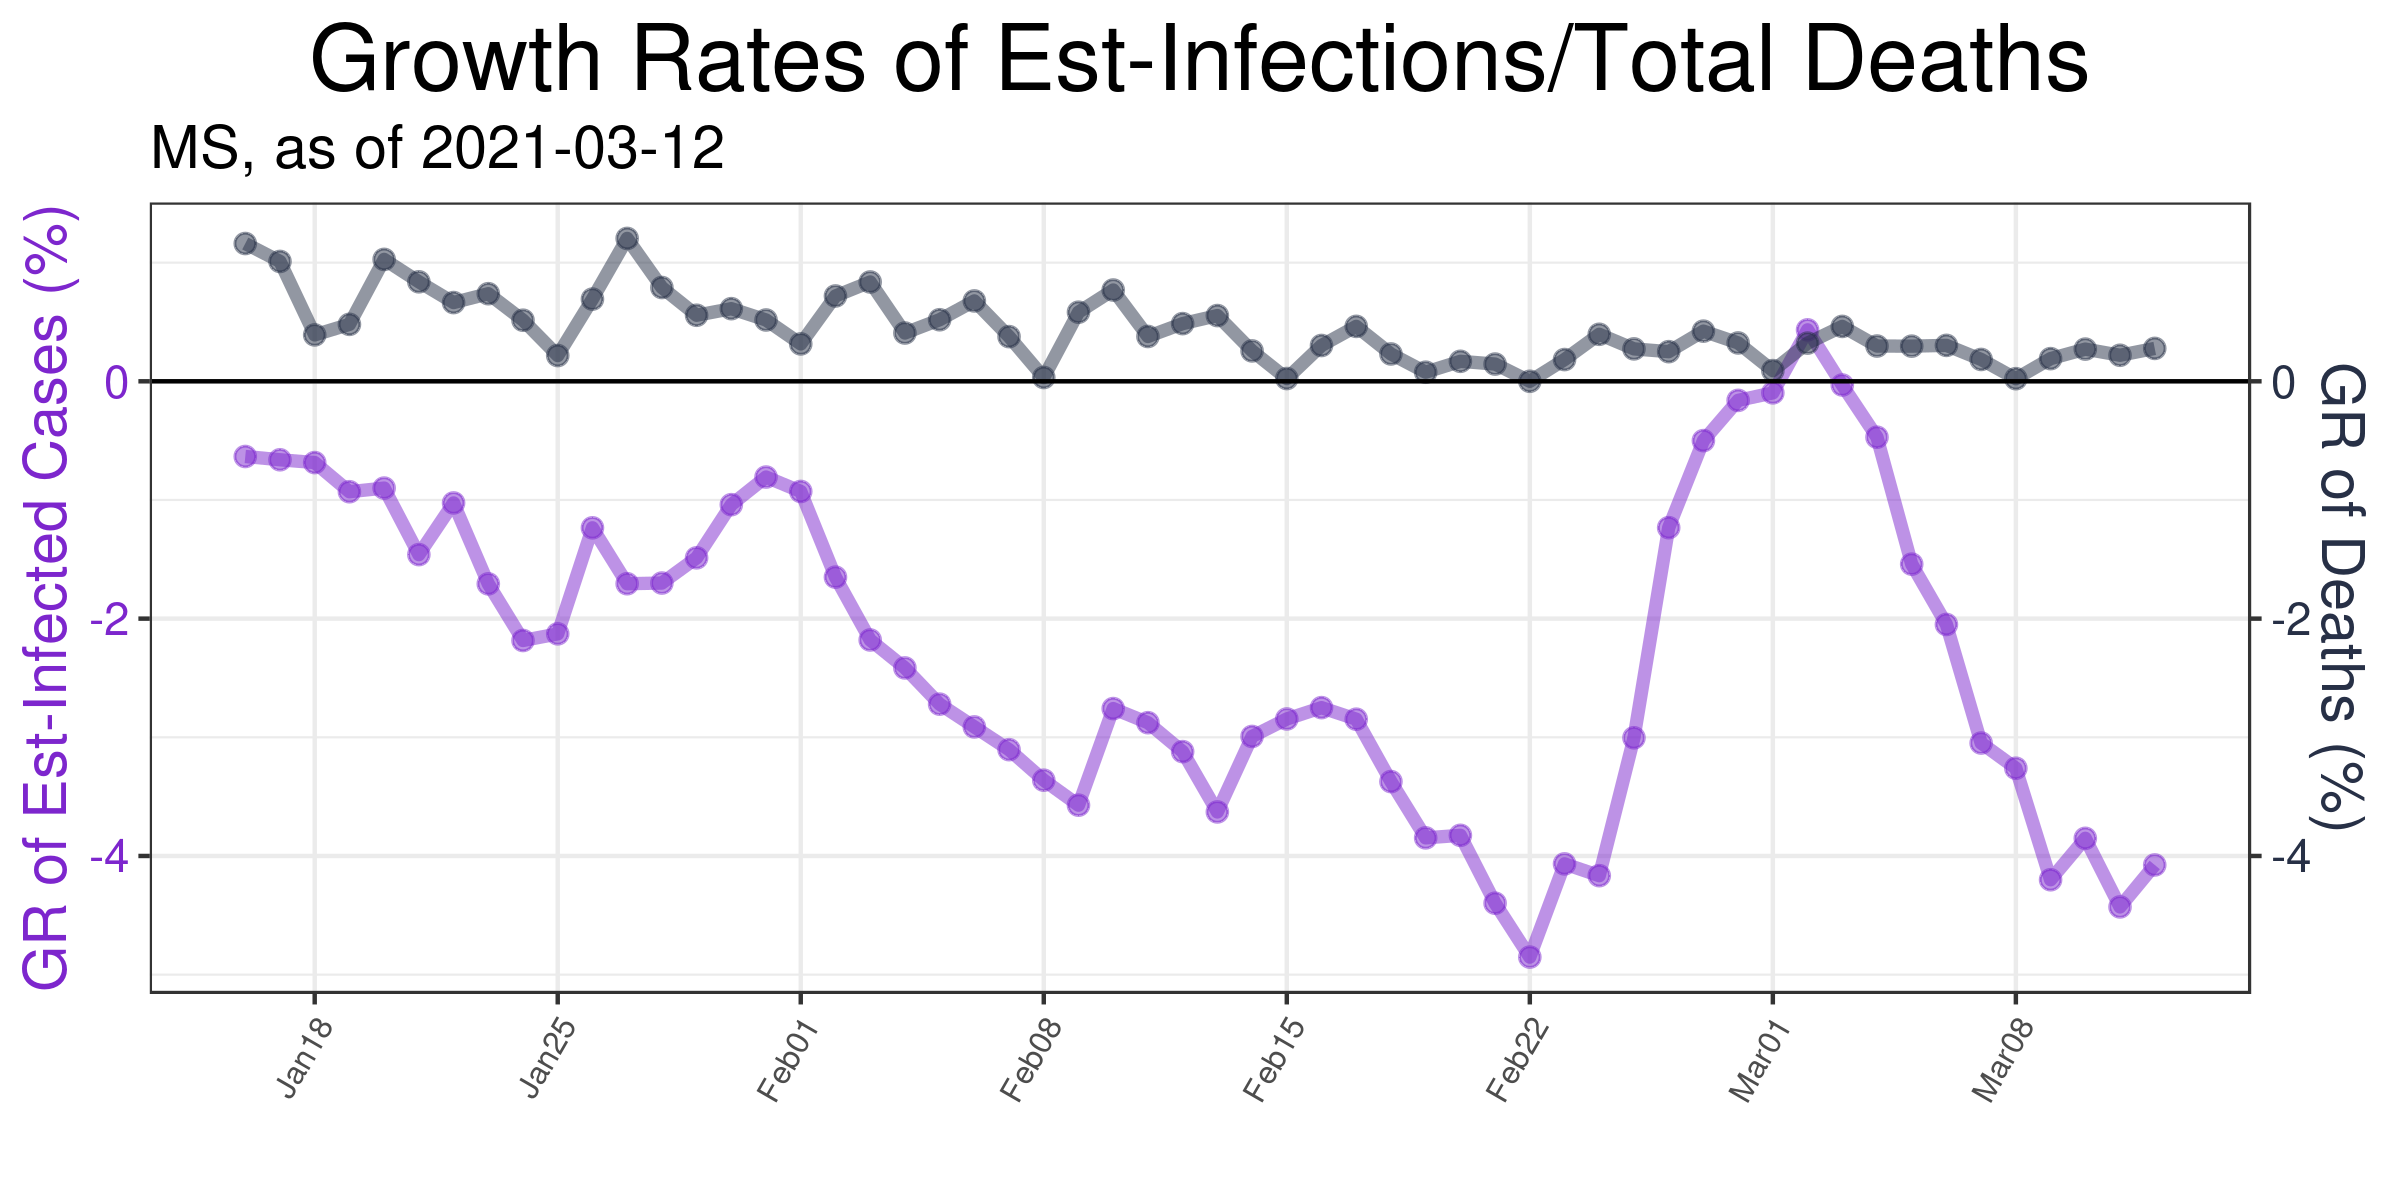 Growth Rates of Est-Infections/Total Deaths
MS, as of 2021-03-12
GR of Est-Infected Cases (%)
0
-2
-4
0
-2
-4
GR of Deaths (%)
Jan18
Jan25
Feb01
Feb08
Feb15
Feb22
Mar01
Mar08